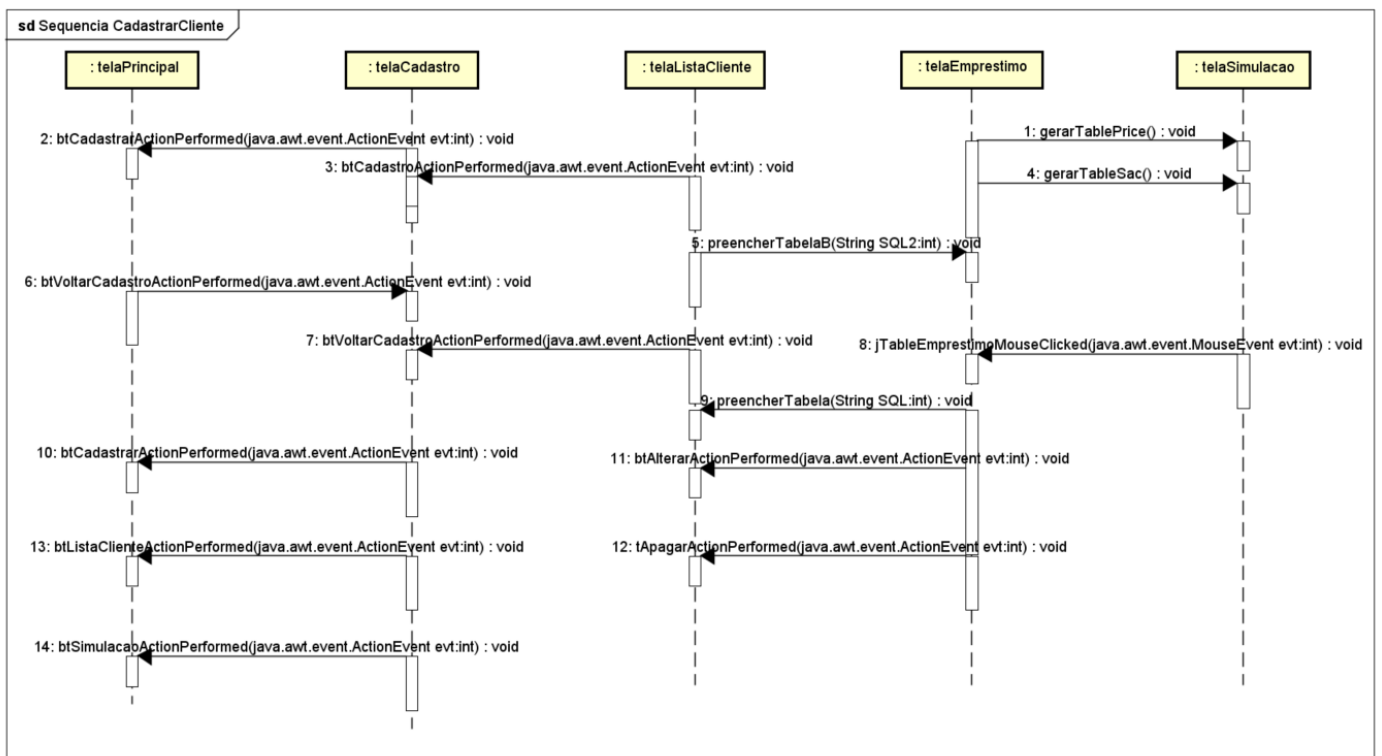 sd Sequencia CadastrarCliente
: telaPrincipal
: telaCadastro
: telaListaCliente
: telaEmprestimo
: telaSimulacao
1: gerarTablePrice() : void
2: btCadastrarActionPerformed(java.awt.event.ActionEvent evt:int) : void
3: btCadastroActionPerformed(java.awt.event.ActionEvent evt:int) : void
4: gerarTableSac() : void
5: preencherTabelaB(String SQL2:int) : void
6: btVoltarCadastroActionPerformed(java.awt.event.ActionEvent evt:int) : void
7: btVoltarCadastroActionPerformed(java.awt.event.ActionEvent evt:int) : void
8: jTableEmprestimoMouseClicked(java.awt.event.MouseEvent evt:int) : void
9: preencherTabela(String SQL:int) : void
10: btCadastrarActionPerformed(java.awt.event.ActionEvent evt:int) : void
11: btAlterarActionPerformed(java.awt.event.ActionEvent evt:int) : void
13: btListaClienteActionPerformed(java.awt.event.ActionEvent evt:int) : void
12: tApagarActionPerformed(java.awt.event.ActionEvent evt:int) : void
14: btSimulacaoActionPerformed(java.awt.event.ActionEvent evt:int) : void